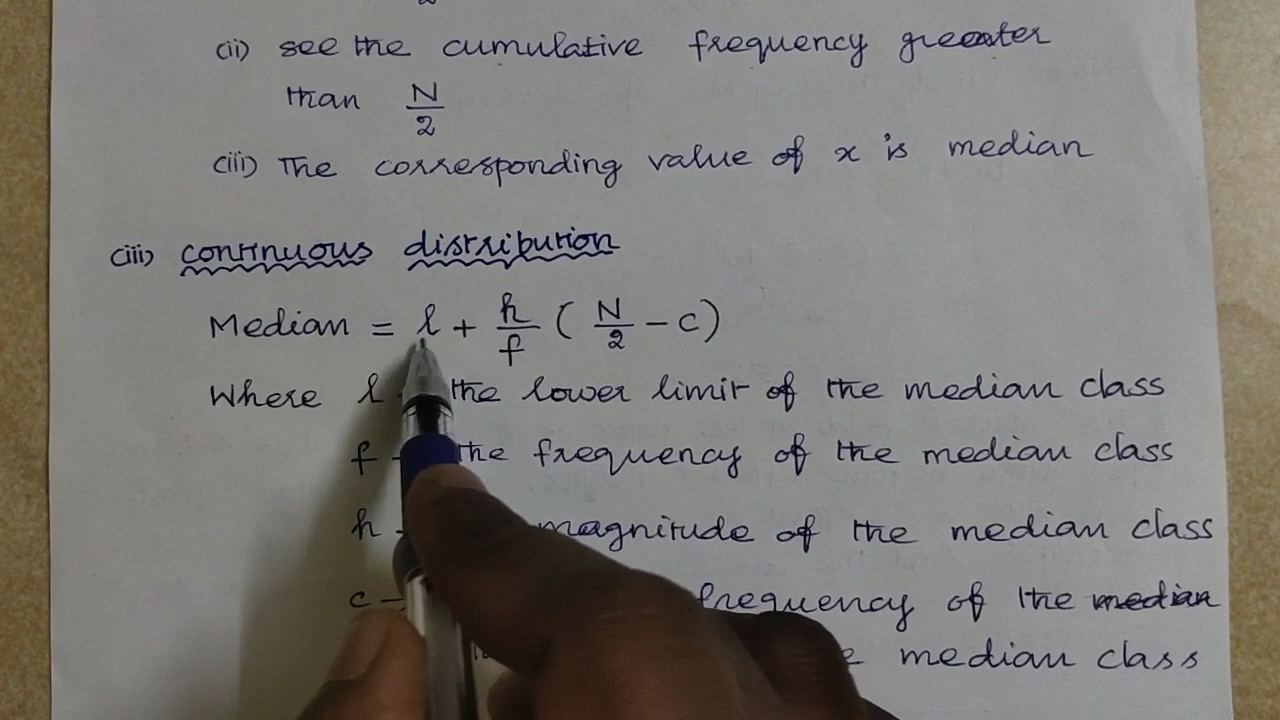 (ii) see the cumulative frequency greater
than N/2
(iii) The corresponding value of x is median
(iii) continuous distribution
Median = l + h/f ( N/2 - c)
Where l - the lower limit of the median class
f - the frequency of the median class
h - magnitude of the median class
c - frequency of the median
median class